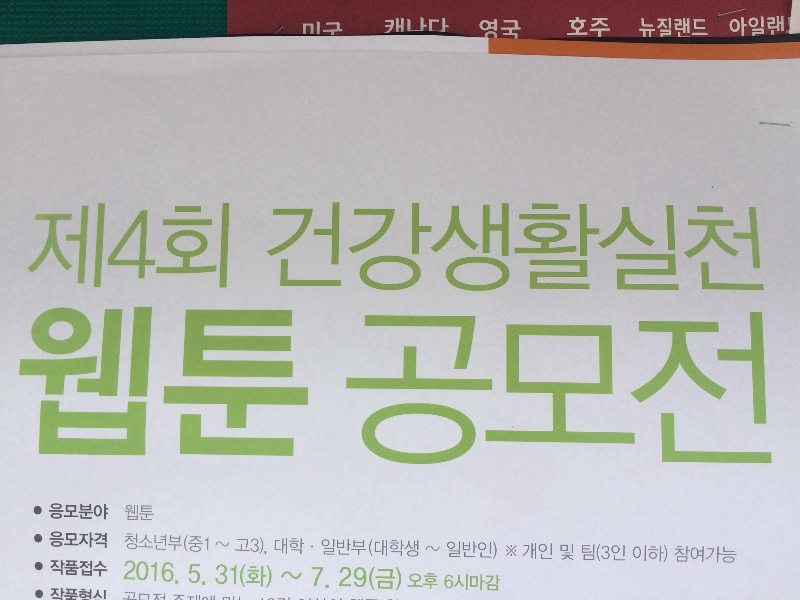 미국 캐나다 영국 호주 뉴질랜드 아일랜드
제4회 건강생활실천
웹툰 공모전
• 응모분야 웹툰
• 응모자격 청소년부(중1 ~ 고3), 대학 · 일반부(대학생 ~ 일반인) ※ 개인 및 팀(3인 이하) 참여가능
• 작품접수 2016. 5. 31(화) ~ 7. 29(금) 오후 6시마감
• 작품형식 공모전 주제에